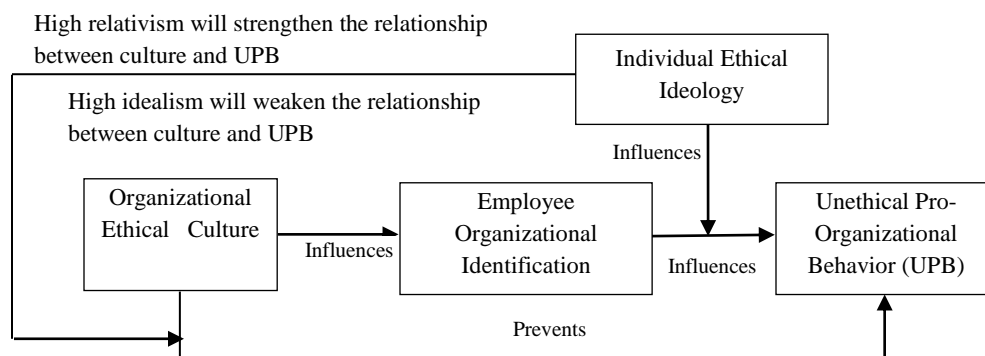 High relativism will strengthen the relationship
between culture and UPB
High idealism will weaken the relationship
between culture and UPB
Individual Ethical
Ideology
Influences
Organizational
Ethical Culture
Influences
Employee
Organizational
Identification
Influences
Unethical Pro-
Organizational
Behavior (UPB)
Prevents